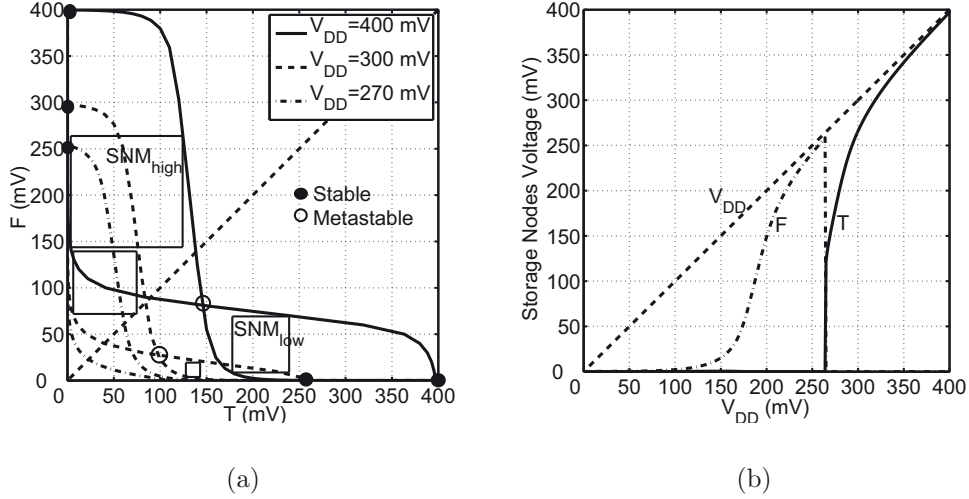 400
350
300
250
200
150
100
50
0
F (mV)
0
50
100
150
200
250
300
350
400
T (mV)
V_DD=400 mV
V_DD=300 mV
V_DD=270 mV
SNM_high
Stable
Metastable
SNM_low
(a)
400
350
300
250
200
150
100
50
0
Storage Nodes Voltage (mV)
0
50
100
150
200
250
300
350
400
V_DD (mV)
V_DD
F
T
(b)